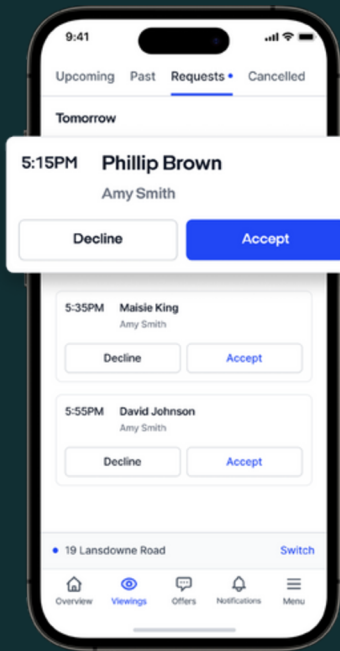 9:41
Upcoming Past Requests Cancelled
Tomorrow
5:15PM Phillip Brown
Amy Smith
Decline Accept
5:35PM Maisie King
Amy Smith
Decline Accept
5:55PM David Johnson
Amy Smith
Decline Accept
19 Lansdowne Road Switch
Overview Viewings Offers Notifications Menu